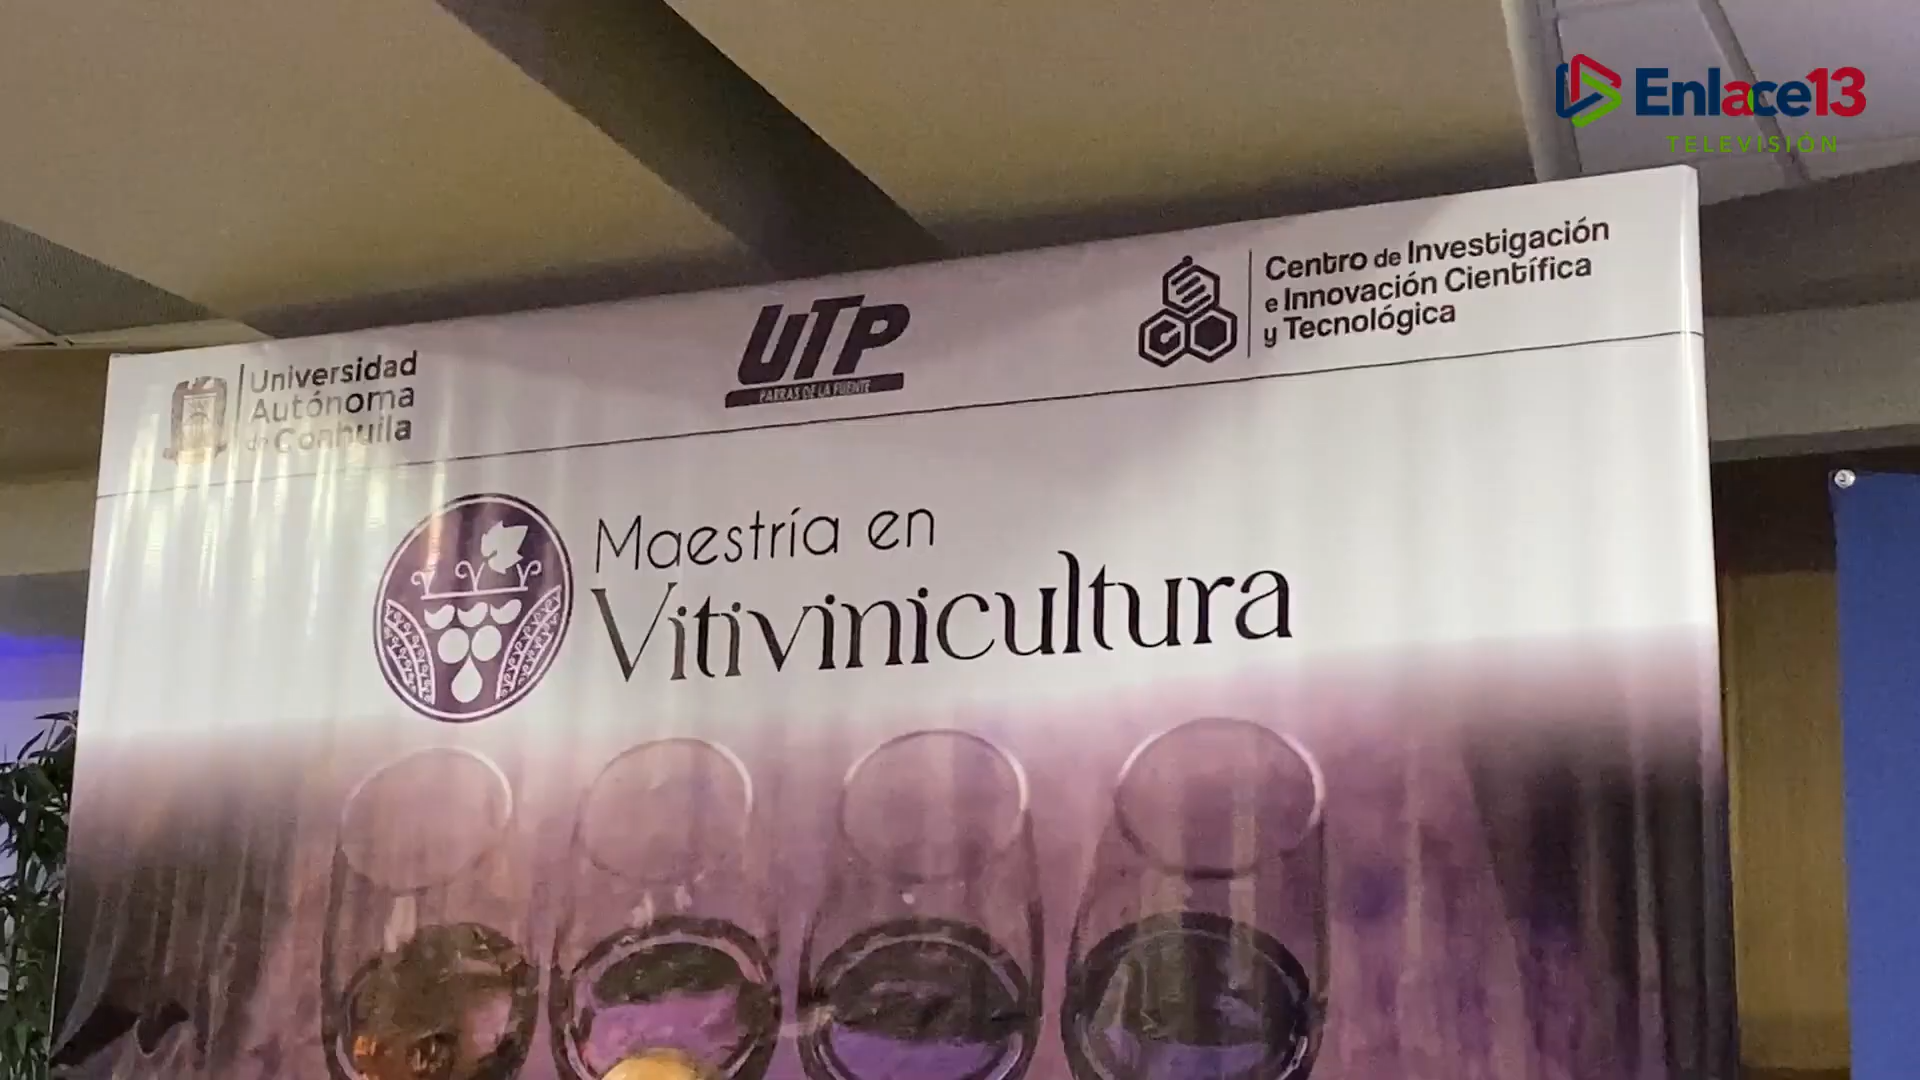 Enlace13
TELEVISIÓN
Universidad
Autónoma
de Coahuila
UTP
PARRAS DE LA FUENTE
Centro de Investigación
e Innovación Científica
y Tecnológica
Maestría en
Vitivinicultura